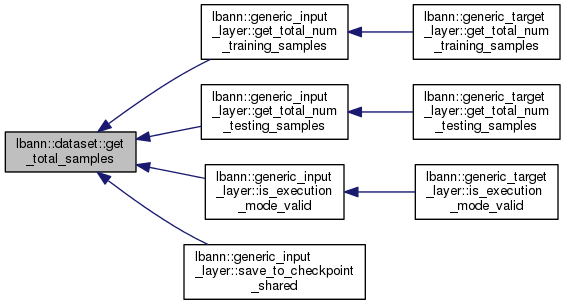 lbann::dataset::get
_total_samples
lbann::generic_input
_layer::get_total_num
_training_samples
lbann::generic_target
_layer::get_total_num
_training_samples
lbann::generic_input
_layer::get_total_num
_testing_samples
lbann::generic_target
_layer::get_total_num
_testing_samples
lbann::generic_input
_layer::is_execution
_mode_valid
lbann::generic_target
_layer::is_execution
_mode_valid
lbann::generic_input
_layer::save_to_checkpoint
_shared